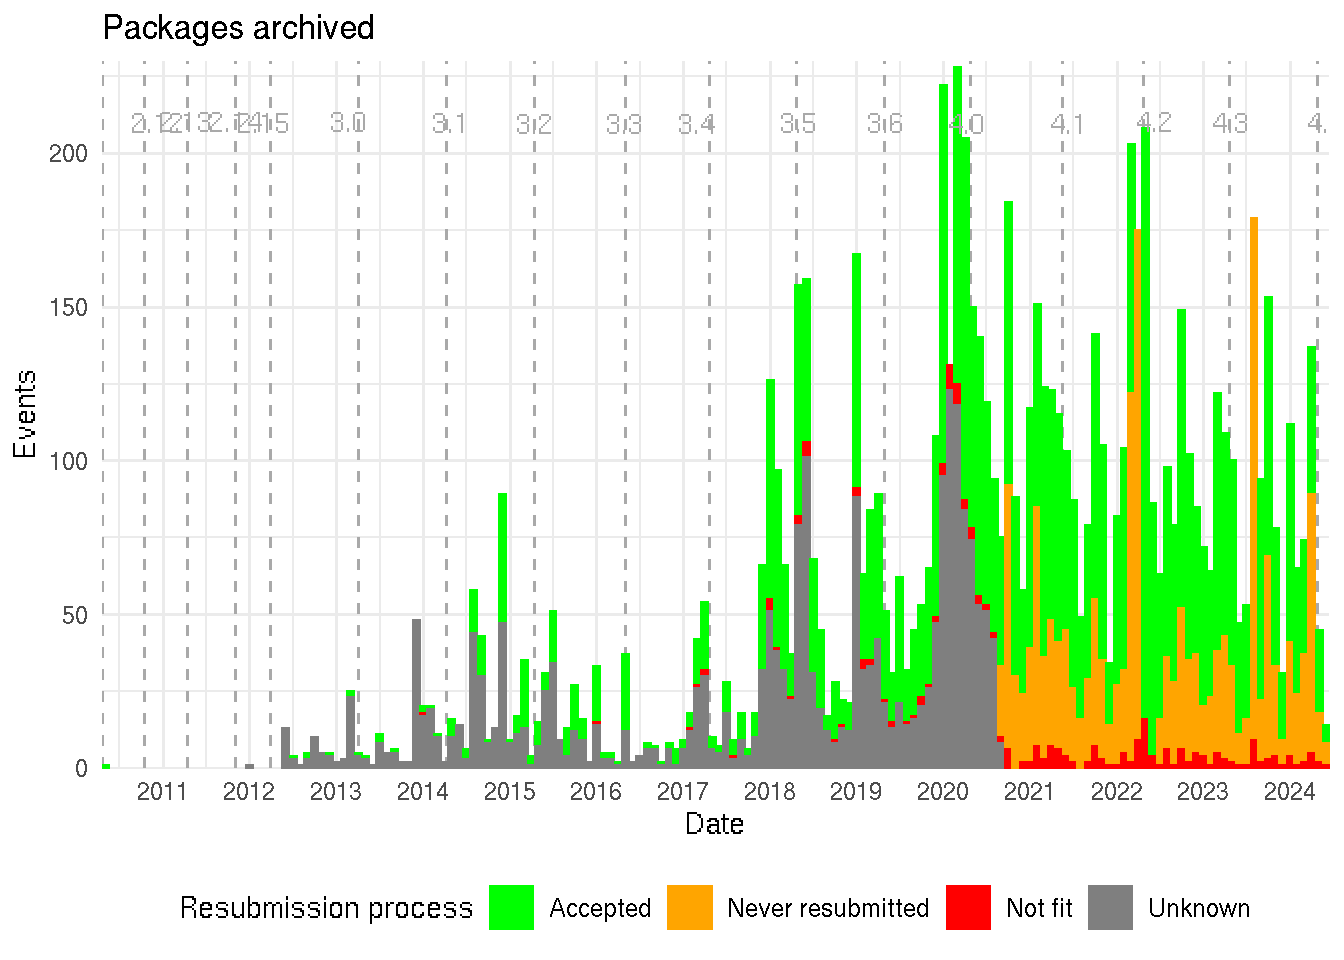 Packages archived
3.0 3.1 3.2 3.3 3.4 3.5 3.6 4.0 4.1 4.2 4.3 4.
200
150
100
50
0
Events
2011 2012 2013 2014 2015 2016 2017 2018 2019 2020 2021 2022 2023 2024
Date
Resubmission process Accepted Never resubmitted Not fit Unknown